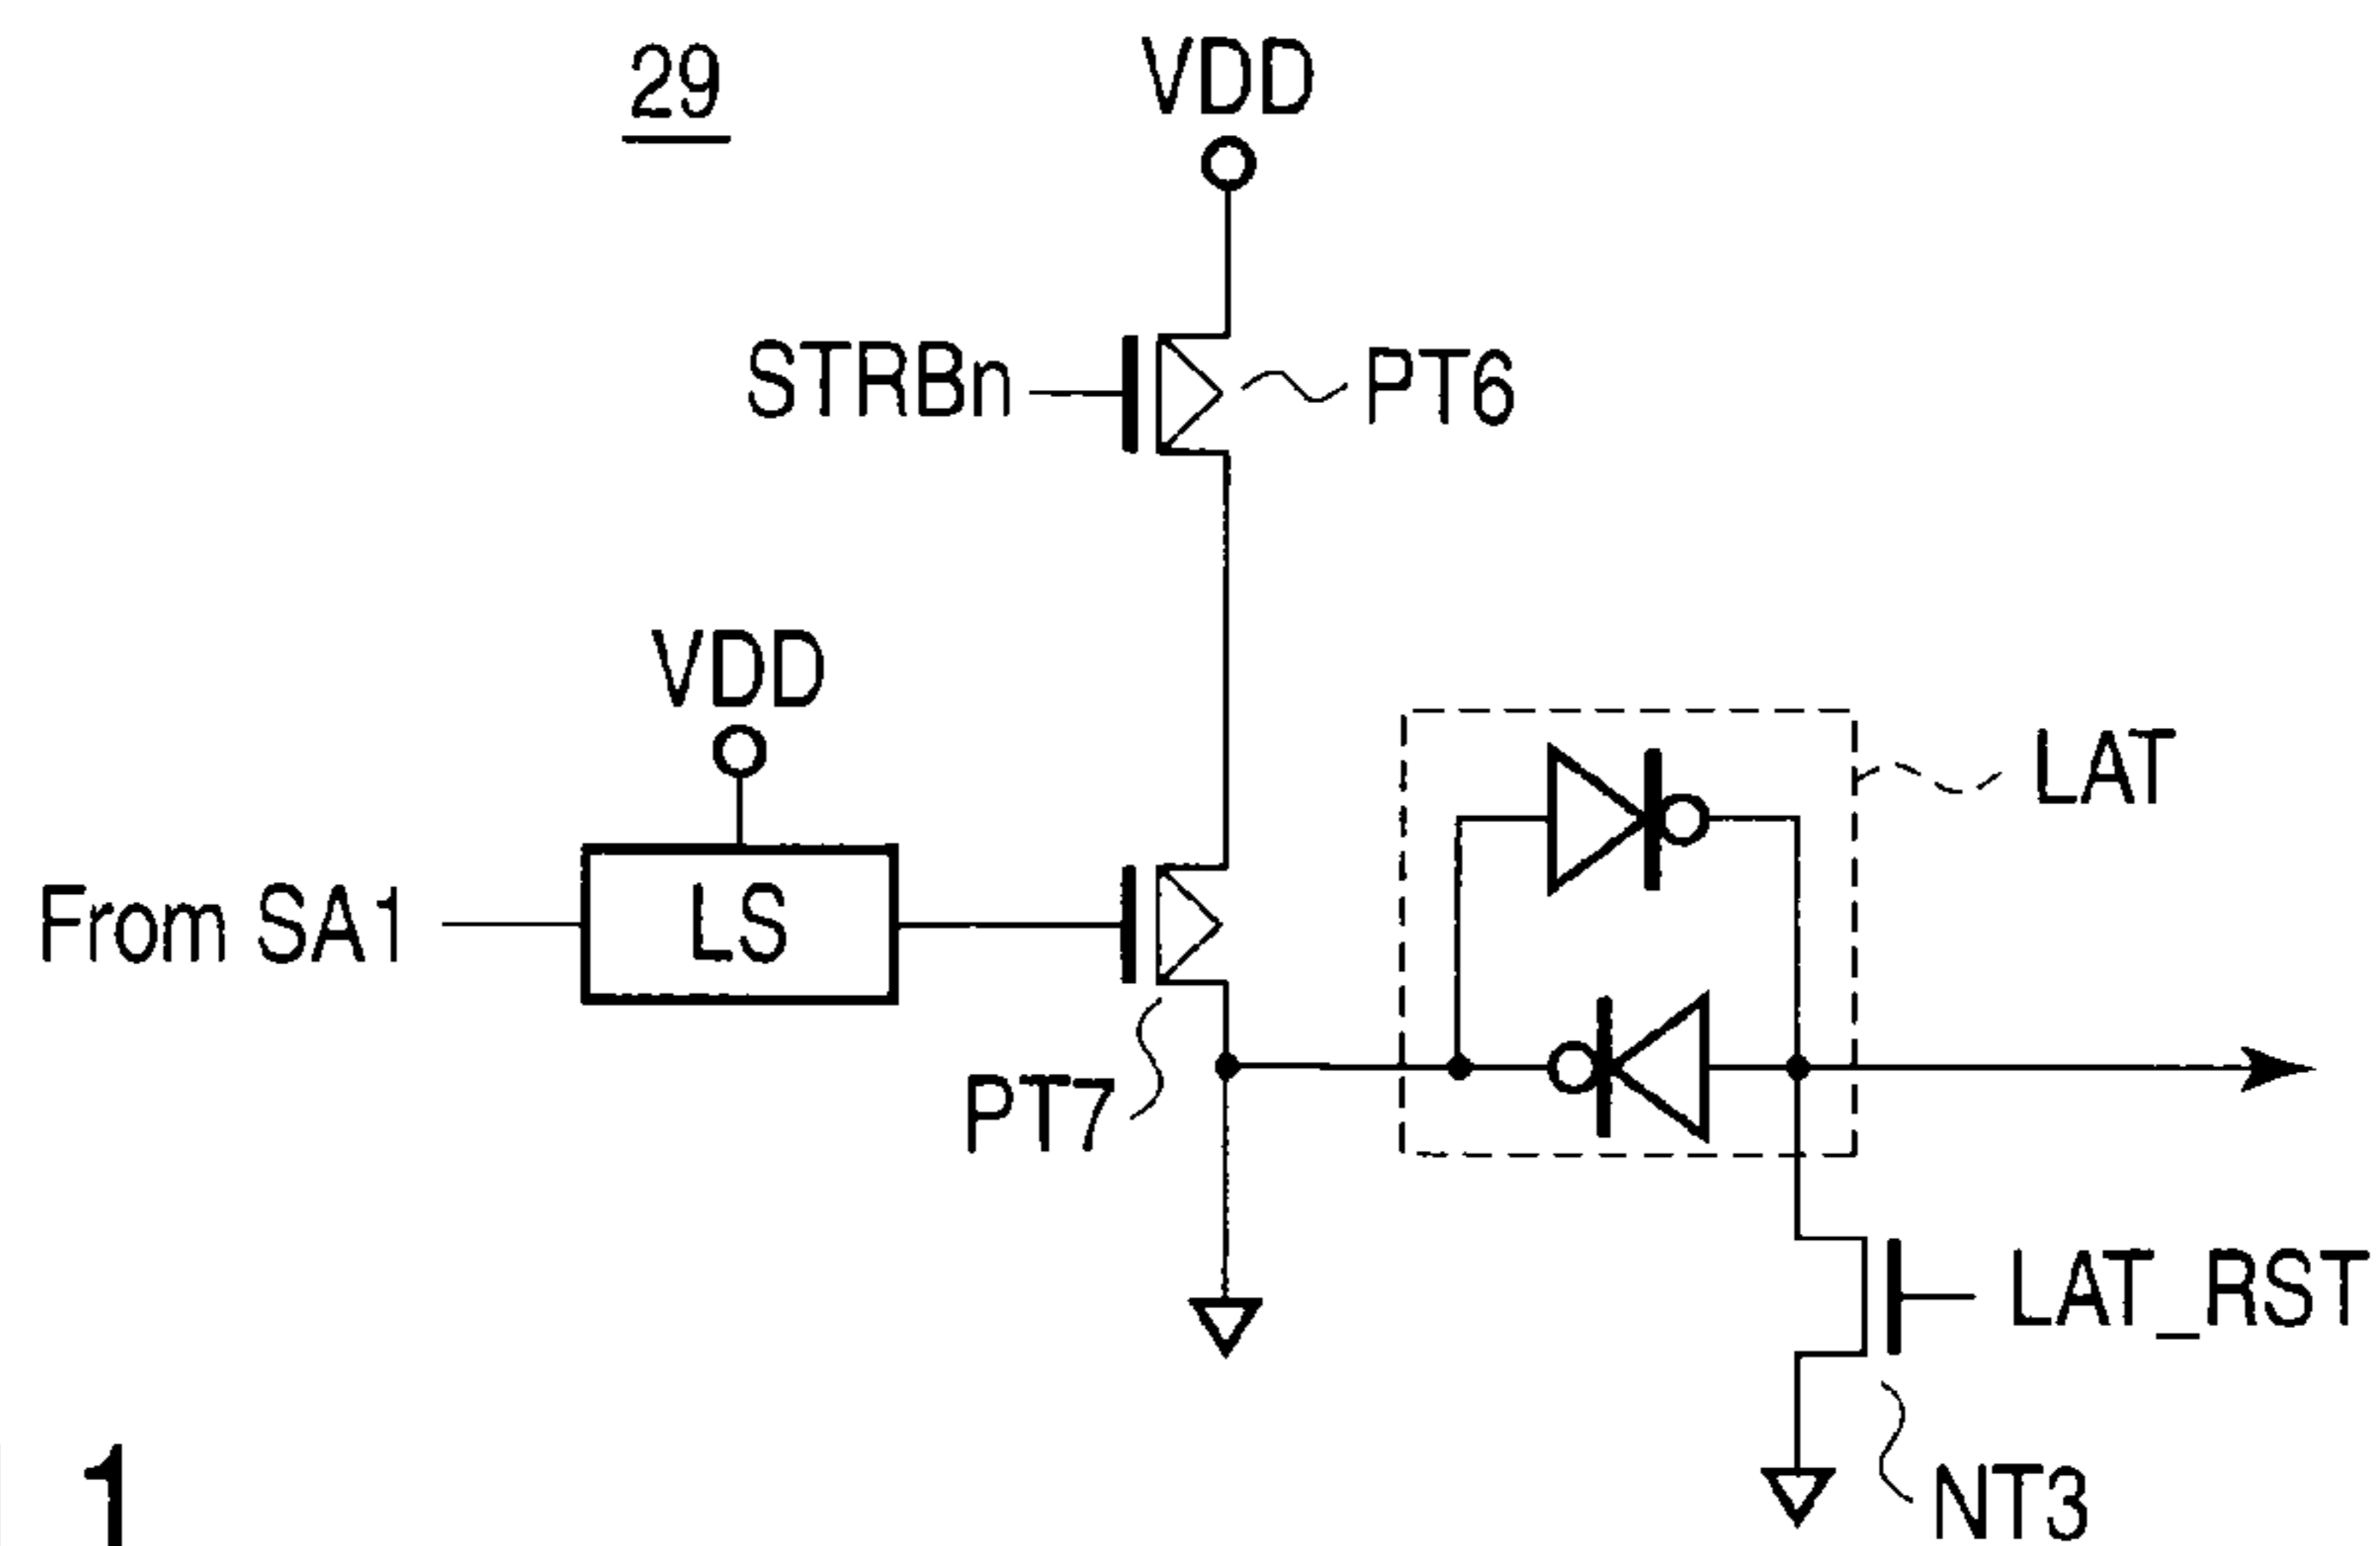 29
VDD
STRBn
PT6
VDD
LAT
From SA1
LS
PT7
LAT_RST
NT3
1